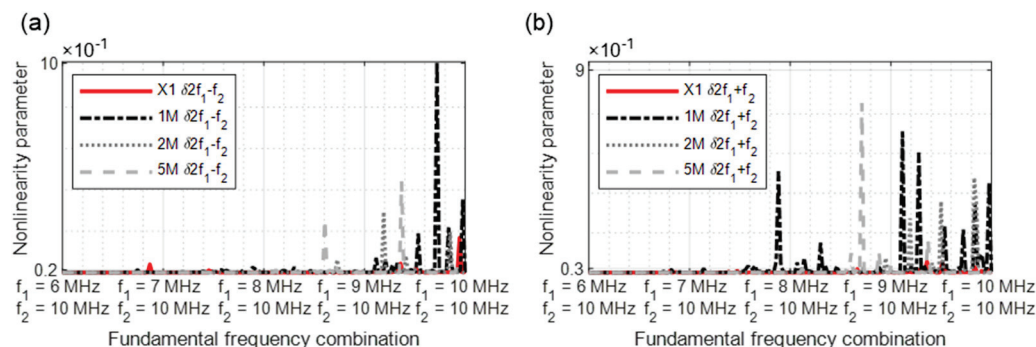 (a)
×10⁻¹
10
Nonlinearity parameter
X1 δ2f₁-f₂
1M δ2f₁-f₂
2M δ2f₁-f₂
5M δ2f₁-f₂
0.2
f₁ = 6 MHz f₁ = 7 MHz f₁ = 8 MHz f₁ = 9 MHz f₁ = 10 MHz
f₂ = 10 MHz f₂ = 10 MHz f₂ = 10 MHz f₂ = 10 MHz f₂ = 10 MHz
Fundamental frequency combination
(b)
×10⁻¹
9
Nonlinearity parameter
X1 δ2f₁+f₂
1M δ2f₁+f₂
2M δ2f₁+f₂
5M δ2f₁+f₂
0.3
f₁ = 6 MHz f₁ = 7 MHz f₁ = 8 MHz f₁ = 9 MHz f₁ = 10 MHz
f₂ = 10 MHz f₂ = 10 MHz f₂ = 10 MHz f₂ = 10 MHz f₂ = 10 MHz
Fundamental frequency combination